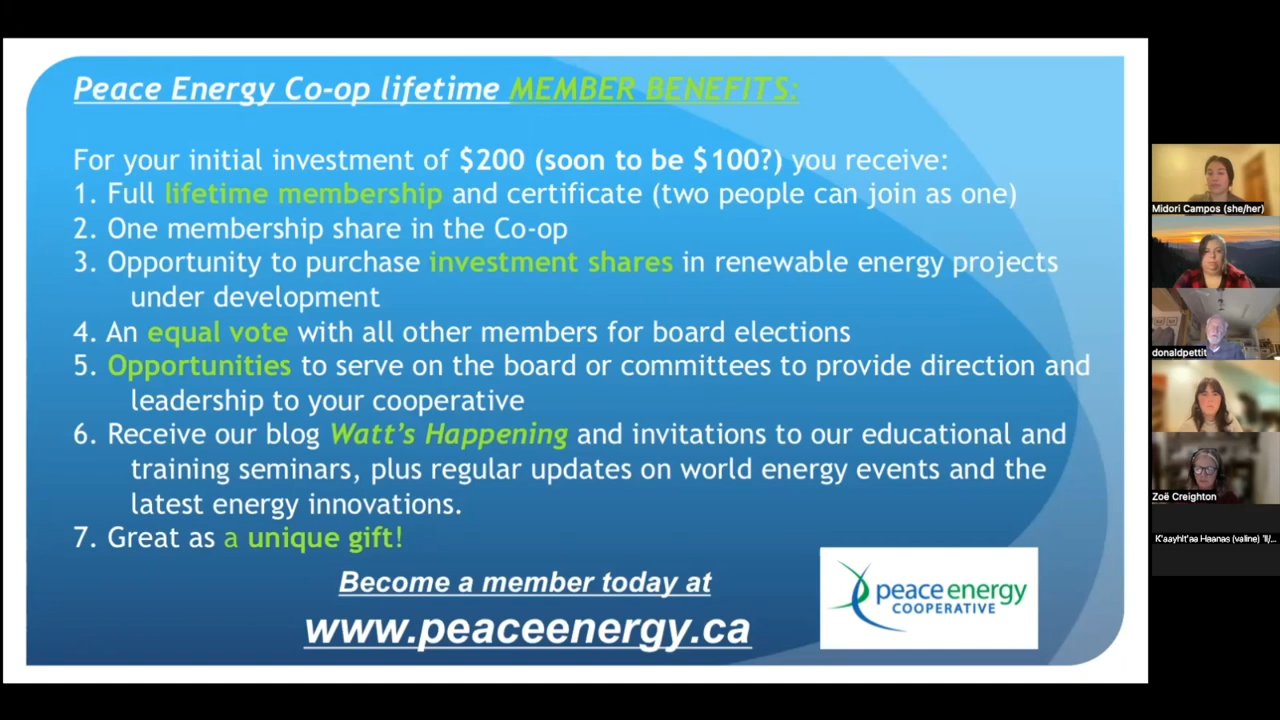 Peace Energy Co-op lifetime MEMBER BENEFITS:
For your initial investment of $200 (soon to be $100?) you receive:
1. Full lifetime membership and certificate (two people can join as one)
2. One membership share in the Co-op
3. Opportunity to purchase investment shares in renewable energy projects
under development
4. An equal vote with all other members for board elections
5. Opportunities to serve on the board or committees to provide direction and
leadership to your cooperative
6. Receive our blog Watt's Happening and invitations to our educational and
training seminars, plus regular updates on world energy events and the
latest energy innovations.
7. Great as a unique gift!
Become a member today at
www.peaceenergy.ca
peace energy
COOPERATIVE
Midori Campos (she/her)
donaldpettit
Zoë Creighton
K'aayhlt'aa Haanas (valine) 'll/...